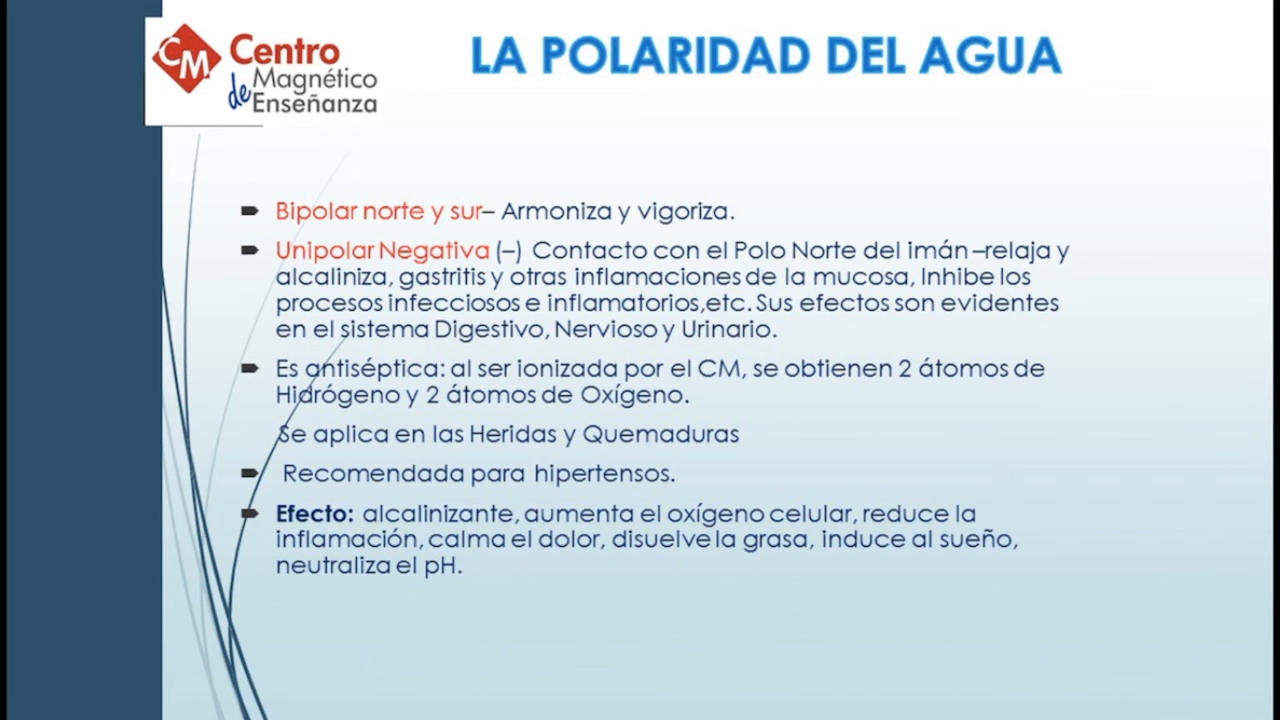 CM
Centro
de Magnético
Enseñanza
LA POLARIDAD DEL AGUA
Bipolar norte y sur– Armoniza y vigoriza.
Unipolar Negativa (–) Contacto con el Polo Norte del imán –relaja y
alcaliniza, gastritis y otras inflamaciones de la mucosa, Inhibe los
procesos infecciosos e inflamatorios,etc. Sus efectos son evidentes
en el sistema Digestivo, Nervioso y Urinario.
Es antiséptica: al ser ionizada por el CM, se obtienen 2 átomos de
Hidrógeno y 2 átomos de Oxígeno.
Se aplica en las Heridas y Quemaduras
Recomendada para hipertensos.
Efecto: alcalinizante, aumenta el oxígeno celular, reduce la
inflamación, calma el dolor, disuelve la grasa, induce al sueño,
neutraliza el pH.